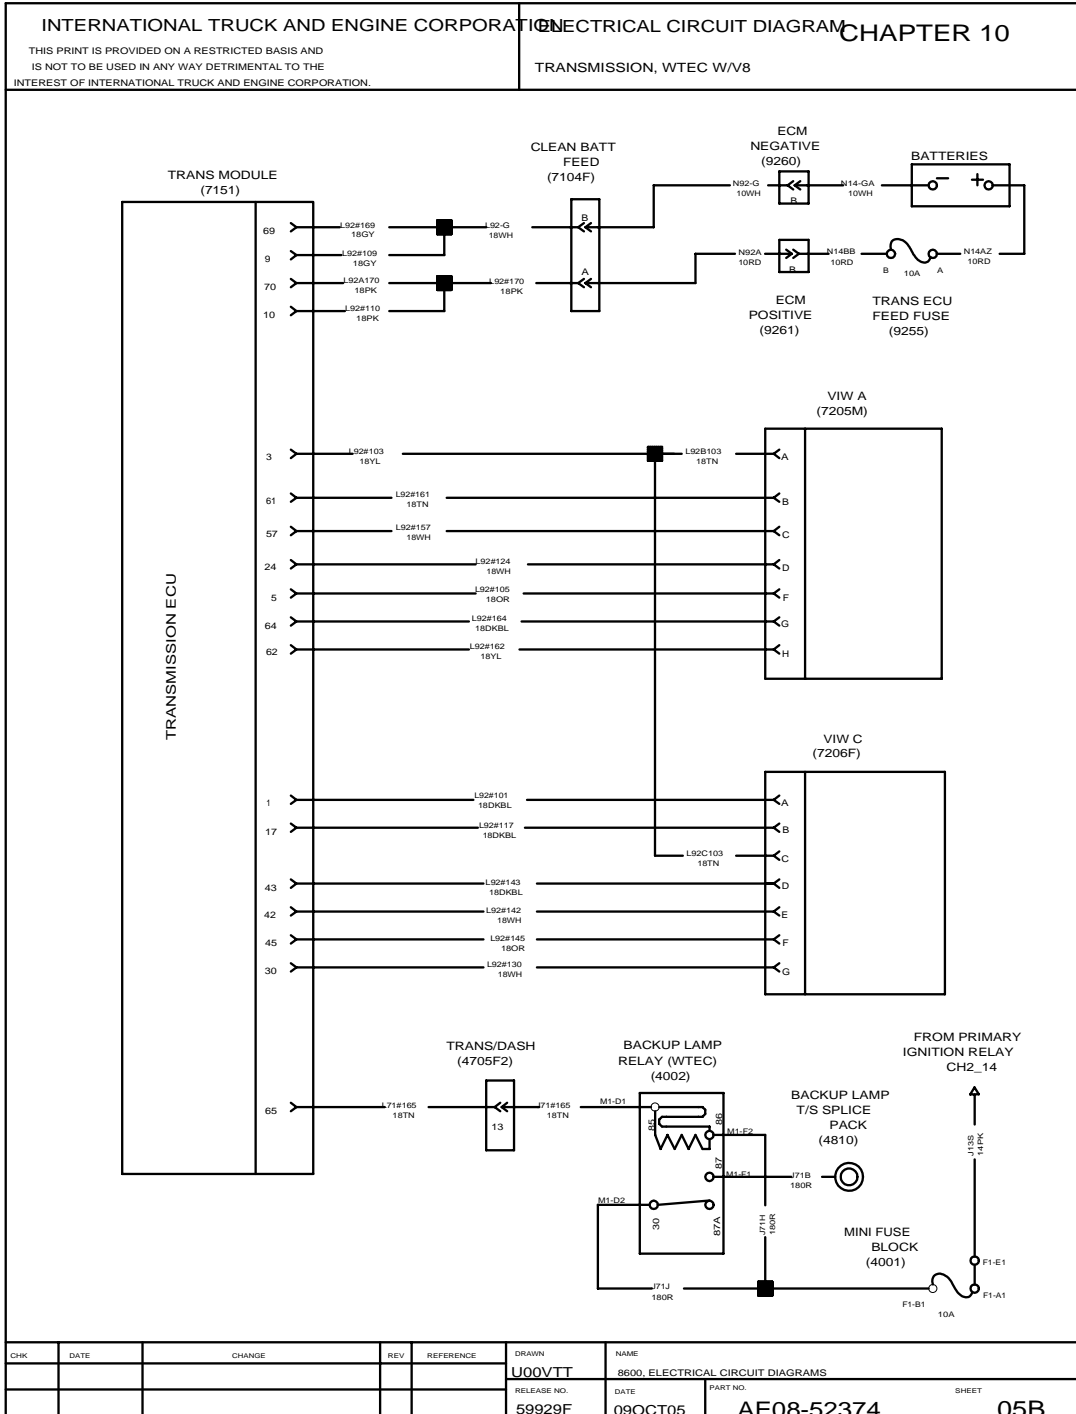 INTERNATIONAL TRUCK AND ENGINE CORPORATION
THIS PRINT IS PROVIDED ON A RESTRICTED BASIS AND
IS NOT TO BE USED IN ANY WAY DETRIMENTAL TO THE
INTEREST OF INTERNATIONAL TRUCK AND ENGINE CORPORATION.
ELECTRICAL CIRCUIT DIAGRAM
CHAPTER 10
TRANSMISSION, WTEC W/V8
TRANS MODULE
(7151)
TRANSMISSION ECU
CLEAN BATT
FEED
(7104F)
B
A
ECM
NEGATIVE
(9260)
B
BATTERIES
- +
N92-G
10WH
N14-GA
10WH
N92A
10RD
B
N14BB
10RD
B
10A
A
N14AZ
10RD
ECM
POSITIVE
(9261)
TRANS ECU
FEED FUSE
(9255)
69
L92#169
18GY
L92-G
18WH
9
L92#109
18GY
70
L92A170
18PK
L92#170
18PK
10
L92#110
18PK
VIW A
(7205M)
3
L92#103
18YL
L92B103
18TN
A
61
L92#161
18TN
B
57
L92#157
18WH
C
24
L92#124
18WH
D
5
L92#105
18OR
F
64
L92#164
18DKBL
G
62
L92#162
18YL
H
VIW C
(7206F)
1
L92#101
18DKBL
A
17
L92#117
18DKBL
B
L92C103
18TN
C
43
L92#143
18DKBL
D
42
L92#142
18WH
E
45
L92#145
18OR
F
30
L92#130
18WH
G
TRANS/DASH
(4705F2)
BACKUP LAMP
RELAY (WTEC)
(4002)
FROM PRIMARY
IGNITION RELAY
CH2_14
65
L71#165
18TN
13
J71#165
18TN
M1-D1
85
86
M1-F2
87
M1-E1
M1-D2
30
87A
BACKUP LAMP
T/S SPLICE
PACK
(4810)
J71B
180R
J71H
180R
J13S
14PK
J71J
180R
MINI FUSE
BLOCK
(4001)
F1-E1
F1-A1
F1-B1
10A
CHK DATE CHANGE REV REFERENCE
DRAWN
U00VTT
NAME
8600, ELECTRICAL CIRCUIT DIAGRAMS
RELEASE NO.
59929F
DATE
09OCT05
PART NO.
AE08-52374
SHEET
05B